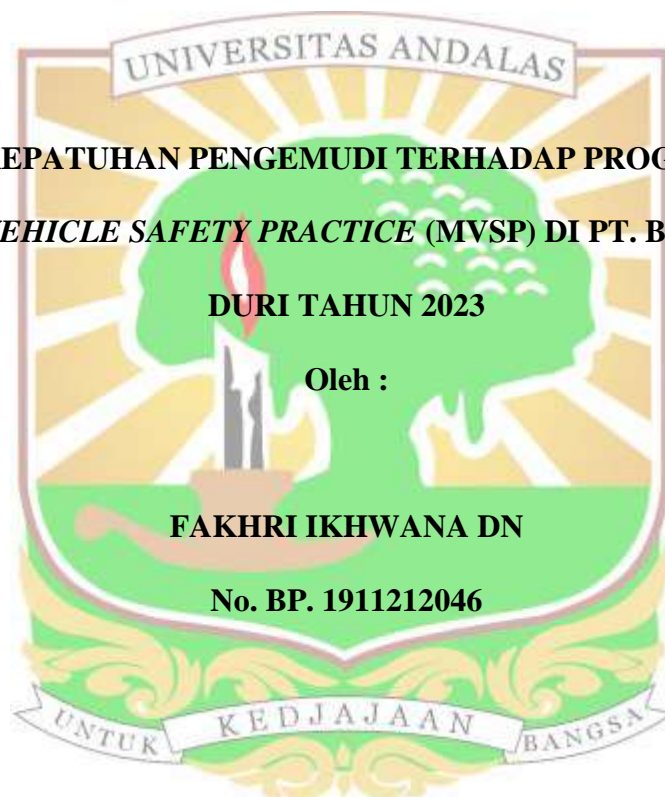 UNIVERSITAS ANDALAS
EPATUHAN PENGEMUDI TERHADAP PROG
EHICLE SAFETY PRACTICE (MVSP) DI PT. B
DURI TAHUN 2023
Oleh :
FAKHRI IKHWANA DN
No. BP. 1911212046
UNTUK KEDJAJAAN BANGSA